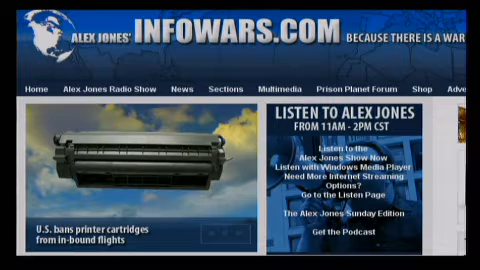 ALEX JONES' INFOWARS.COM BECAUSE THERE IS A WAR
Home Alex Jones Radio Show News Sections Multimedia Prison Planet Forum Shop Adve
LISTEN TO ALEX JONES
FROM 11AM - 2PM CST
Listen to the
Alex Jones Show Now
Listen with Windows Media Player
Need More Internet Streaming
Options?
Go to the Listen Page
The Alex Jones Sunday Edition
Get the Podcast
U.S. bans printer cartridges
from in-bound flights